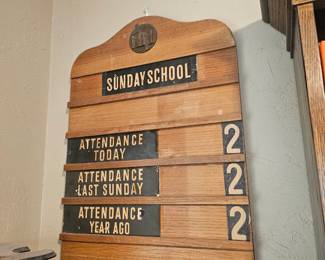 SUNDAY SCHOOL
ATTENDANCE
TODAY
2
ATTENDANCE
LAST SUNDAY
2
ATTENDANCE
YEAR AGO
2